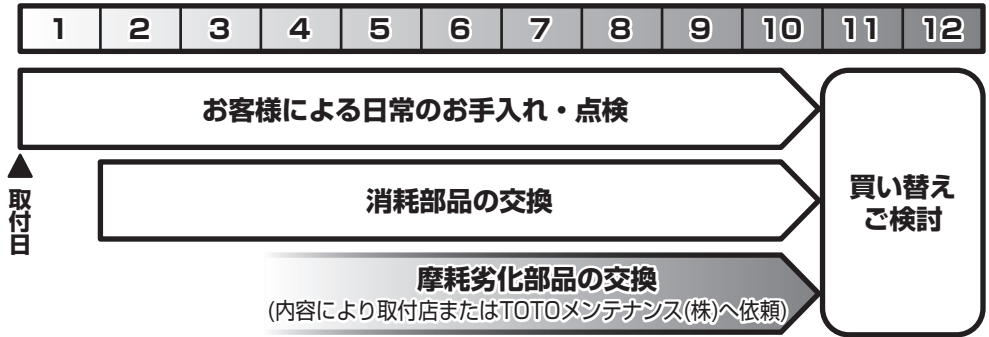 1 2 3 4 5 6 7 8 9 10 11 12
お客様による日常のお手入れ・点検
取付日
消耗部品の交換
摩耗劣化部品の交換
(内容により取付店またはTOTOメンテナンス(株)へ依頼)
買い替え
ご検討